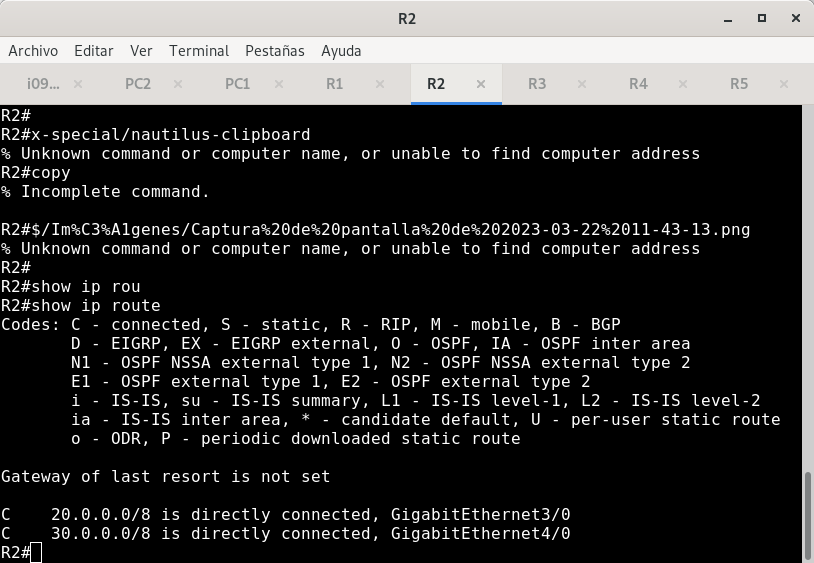 R2
Archivo Editar Ver Terminal Pestañas Ayuda
i09... PC2 PC1 R1 R2 R3 R4 R5
R2#
R2#x-special/nautilus-clipboard
% Unknown command or computer name, or unable to find computer address
R2#copy
% Incomplete command.

R2#$/Im%C3%A1genes/Captura%20de%20pantalla%20de%202023-03-22%2011-43-13.png
% Unknown command or computer name, or unable to find computer address
R2#
R2#show ip rou
R2#show ip route
Codes: C - connected, S - static, R - RIP, M - mobile, B - BGP
       D - EIGRP, EX - EIGRP external, O - OSPF, IA - OSPF inter area
       N1 - OSPF NSSA external type 1, N2 - OSPF NSSA external type 2
       E1 - OSPF external type 1, E2 - OSPF external type 2
       i - IS-IS, su - IS-IS summary, L1 - IS-IS level-1, L2 - IS-IS level-2
       ia - IS-IS inter area, * - candidate default, U - per-user static route
       o - ODR, P - periodic downloaded static route

Gateway of last resort is not set

C    20.0.0.0/8 is directly connected, GigabitEthernet3/0
C    30.0.0.0/8 is directly connected, GigabitEthernet4/0
R2#